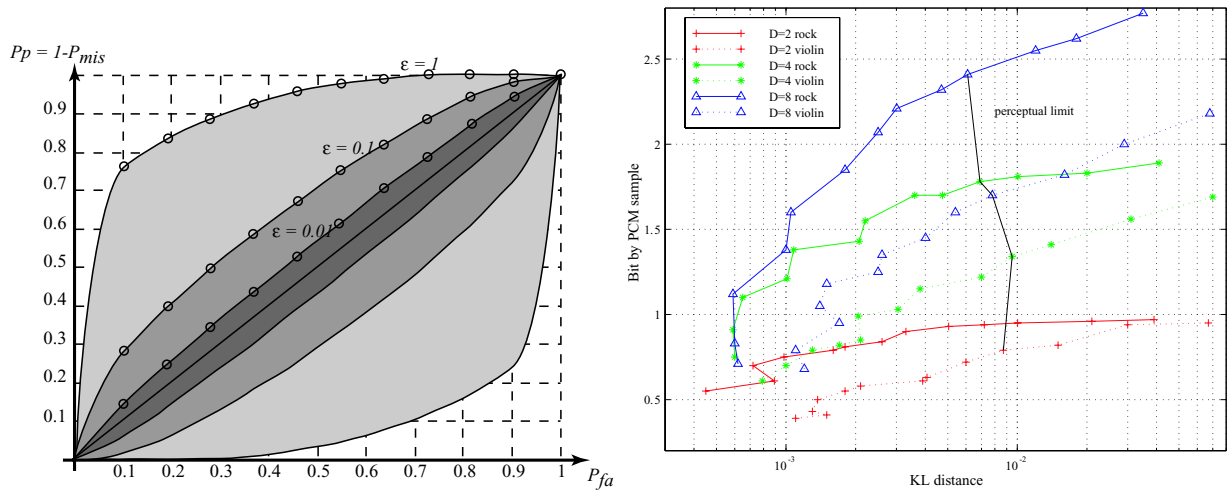 Pp = 1-P_mis
ε = 1
ε = 0.1
ε = 0.01
0.9
0.8
0.7
0.6
0.5
0.4
0.3
0.2
0.1
0.1 0.2 0.3 0.4 0.5 0.6 0.7 0.8 0.9 1
P_fa
D=2 rock
D=2 violin
D=4 rock
D=4 violin
D=8 rock
D=8 violin
perceptual limit
2.5
2
1.5
1
0.5
Bit by PCM sample
10^-3 10^-2
KL distance